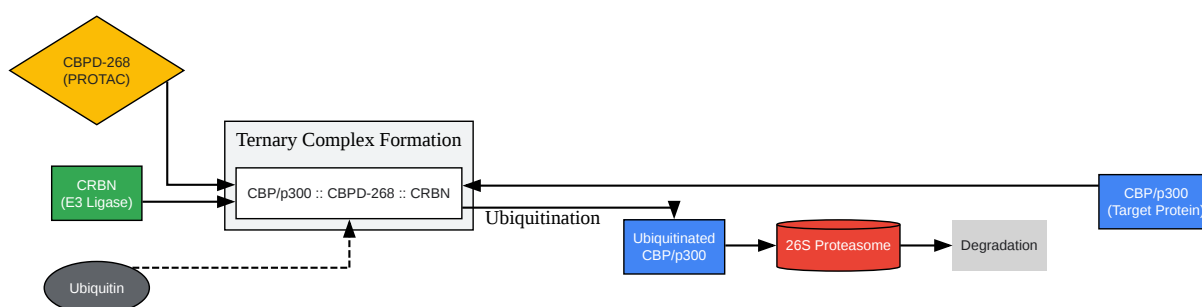 CBPD-268
(PROTAC)
Ternary Complex Formation
CBP/p300 :: CBPD-268 :: CRBN
CRBN
(E3 Ligase)
CBP/p300
(Target Protein)
Ubiquitination
Ubiquitinated
CBP/p300
26S Proteasome
Degradation
Ubiquitin